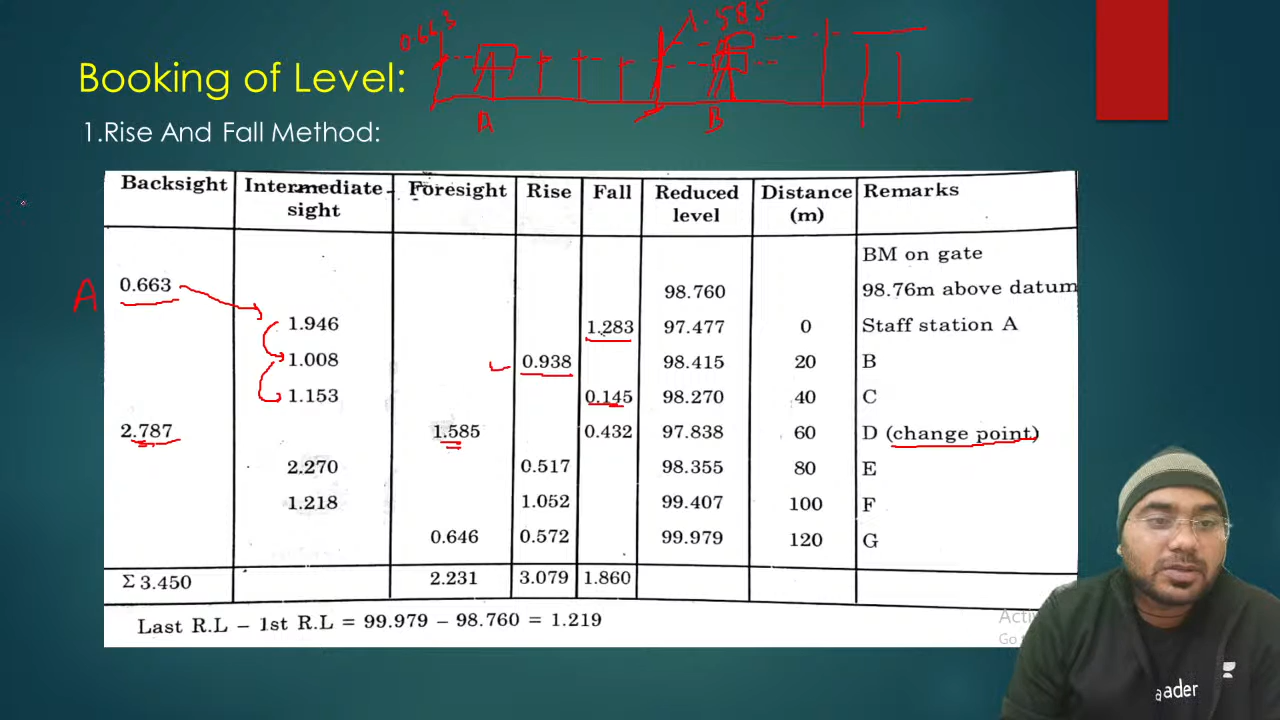 0.663
1.585
Booking of Level:
A
B
1.Rise And Fall Method:
Backsight Intermediate sight Foresight Rise Fall Reduced level Distance (m) Remarks
BM on gate
A 0.663 98.760 98.76m above datum
1.946 1.283 97.477 0 Staff station A
1.008 0.938 98.415 20 B
1.153 0.145 98.270 40 C
2.787 1.585 0.432 97.838 60 D (change point)
2.270 0.517 98.355 80 E
1.218 1.052 99.407 100 F
0.646 0.572 99.979 120 G
Σ 3.450 2.231 3.079 1.860
Last R.L – 1st R.L = 99.979 – 98.760 = 1.219